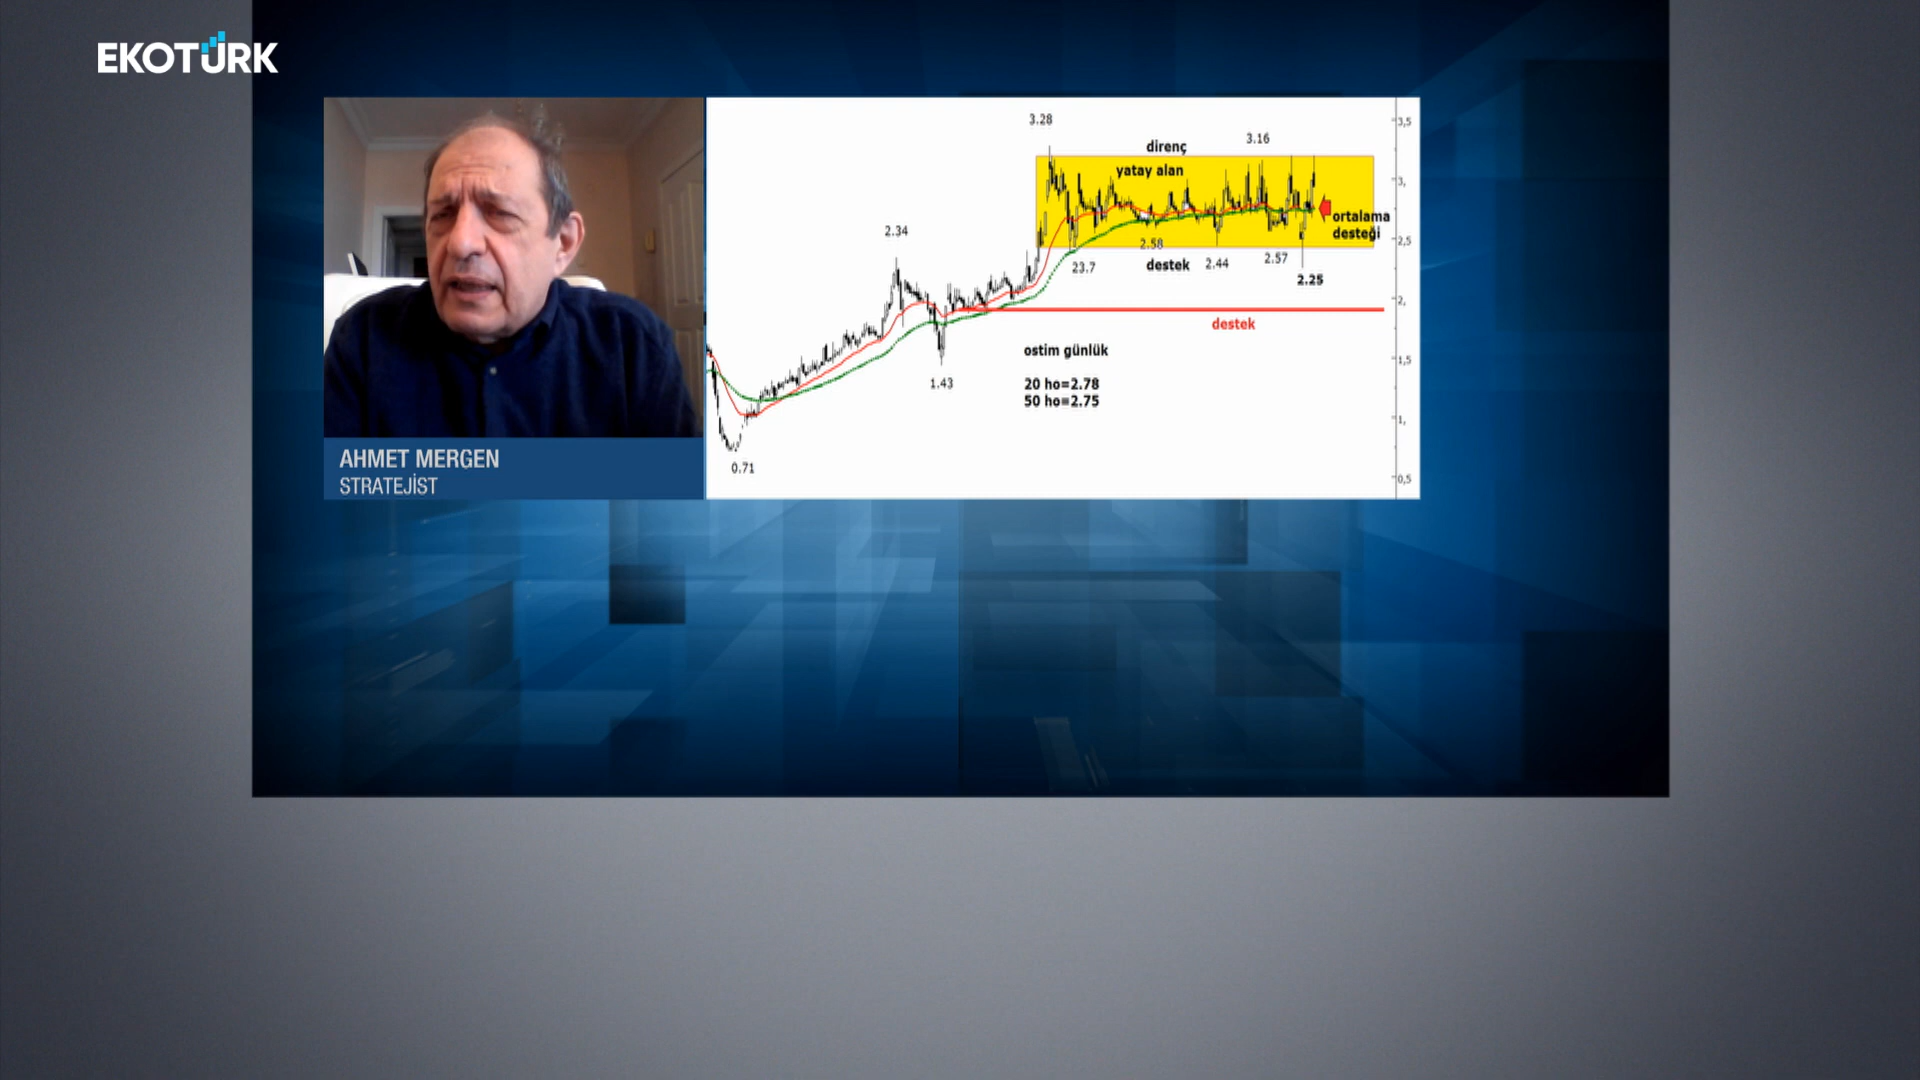 EKOTÜRK
AHMET MERGEN
STRATEJİST
3.28
3.16
direnç
yatay alan
ortalama
desteği
2.34
2.58
23.7
destek
2.44
2.57
2.25
destek
ostim günlük
1.43
20 ho=2.78
50 ho=2.75
0.71
3,5
3,
2,5
2,
1,5
1,
0,5